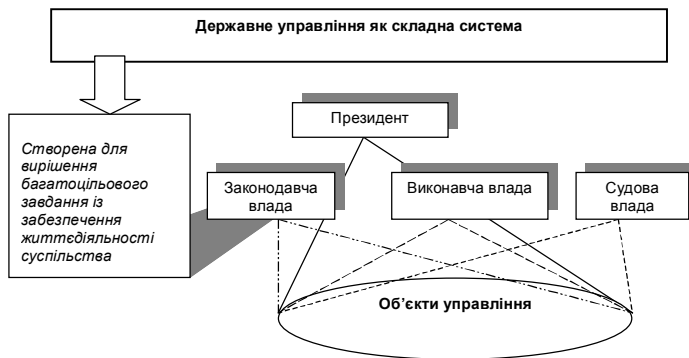 Державне управління як складна система
Президент
Створена для
вирішення
багатоцільового
завдання із
забезпечення
життєдіяльності
суспільства
Законодавча
влада
Виконавча влада
Судова
влада
Об’єкти управління